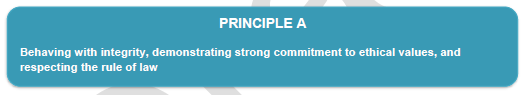 PRINCIPLE A
Behaving with integrity, demonstrating strong commitment to ethical values, and
respecting the rule of law